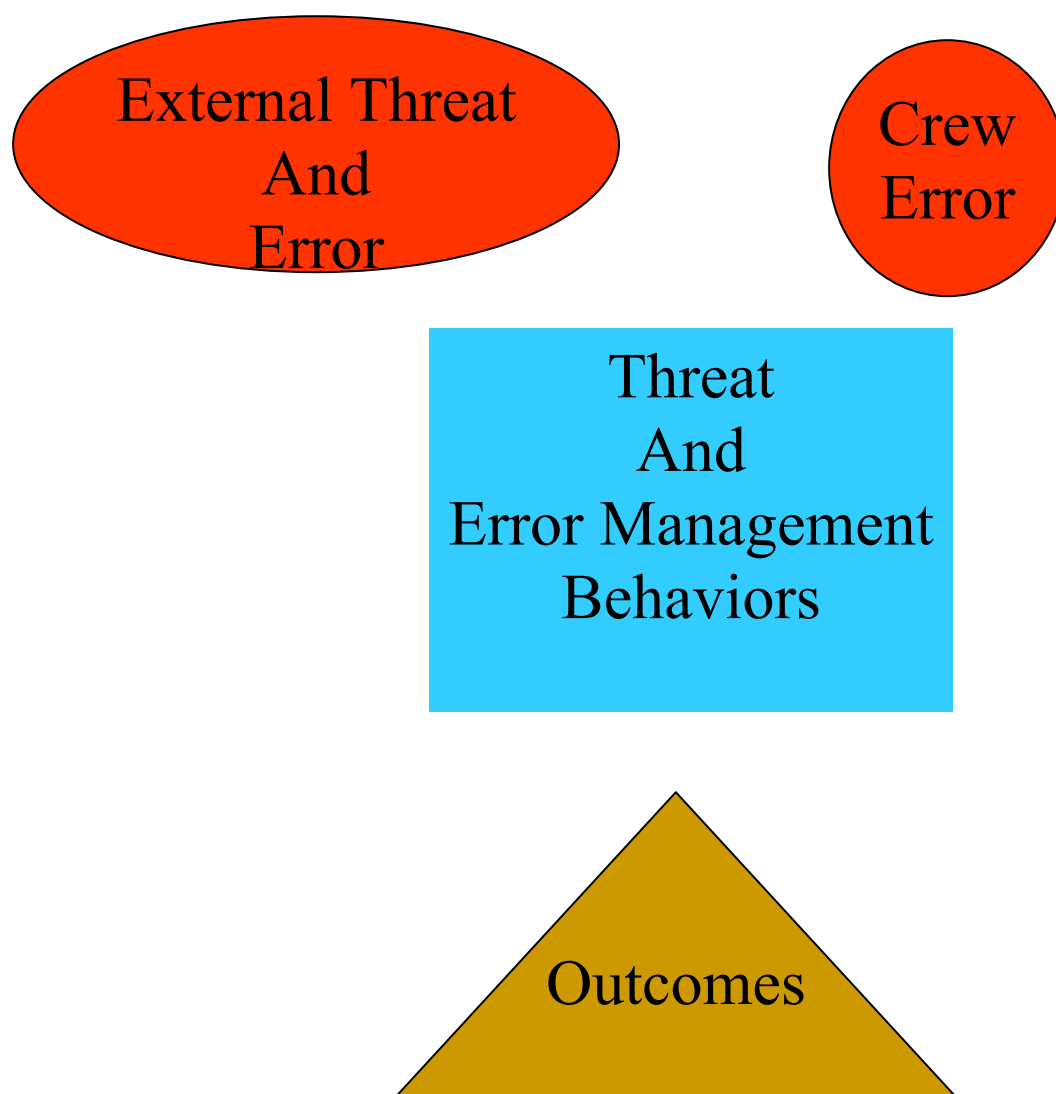 External Threat
And
Error
Crew
Error
Threat
And
Error Management
Behaviors
Outcomes